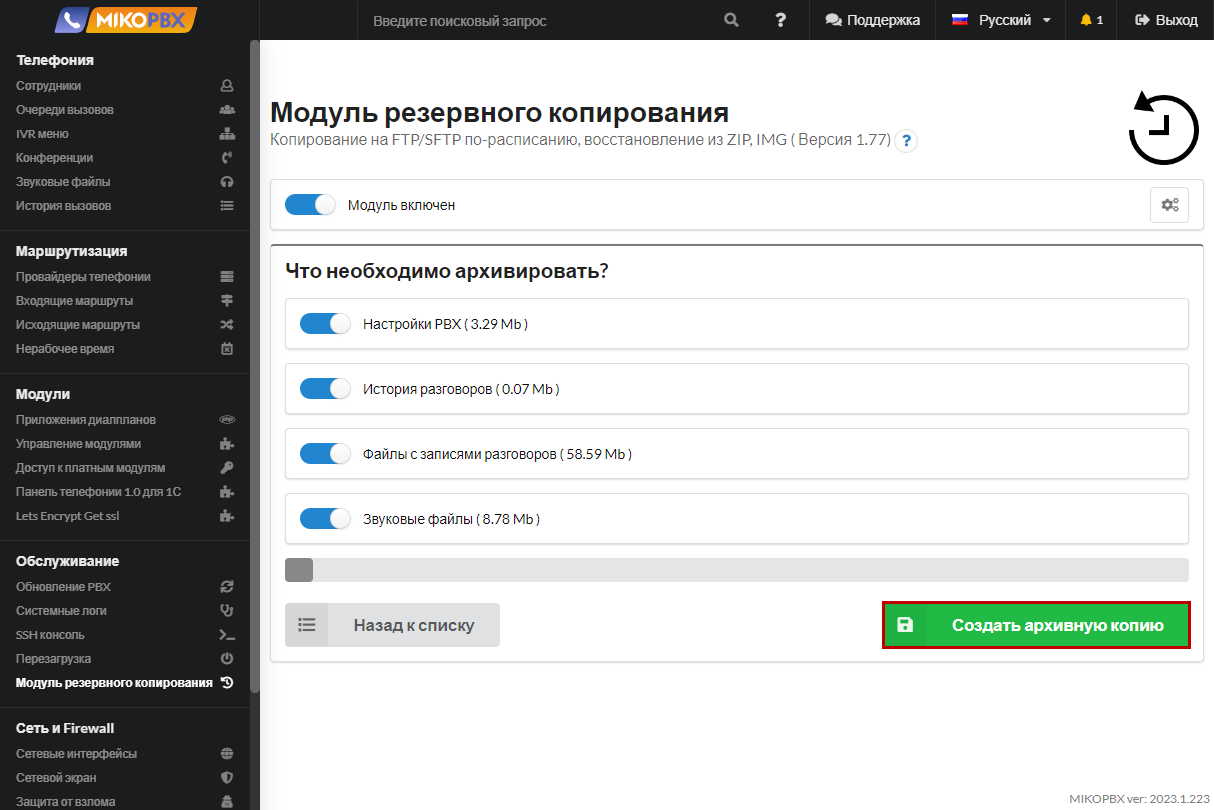 MIKOPBX
Введите поисковый запрос
?
Поддержка
Русский
1
Выход
Телефония
Сотрудники
Очереди вызовов
IVR меню
Конференции
Звуковые файлы
История вызовов
Маршрутизация
Провайдеры телефонии
Входящие маршруты
Исходящие маршруты
Нерабочее время
Модули
Приложения диалпланов
php
Управление модулями
Доступ к платным модулям
Панель телефонии 1.0 для 1С
Lets Encrypt Get ssl
Обслуживание
Обновление PBX
Системные логи
SSH консоль
Перезагрузка
Модуль резервного копирования
Сеть и Firewall
Сетевые интерфейсы
Сетевой экран
Защита от взлома
Модуль резервного копирования
Копирование на FTP/SFTP по-расписанию, восстановление из ZIP, IMG ( Версия 1.77) ?
Модуль включен
Что необходимо архивировать?
Настройки PBX ( 3.29 Mb )
История разговоров ( 0.07 Mb )
Файлы с записями разговоров ( 58.59 Mb )
Звуковые файлы ( 8.78 Mb )
Назад к списку
Создать архивную копию
MIKOPBX ver: 2023.1.223